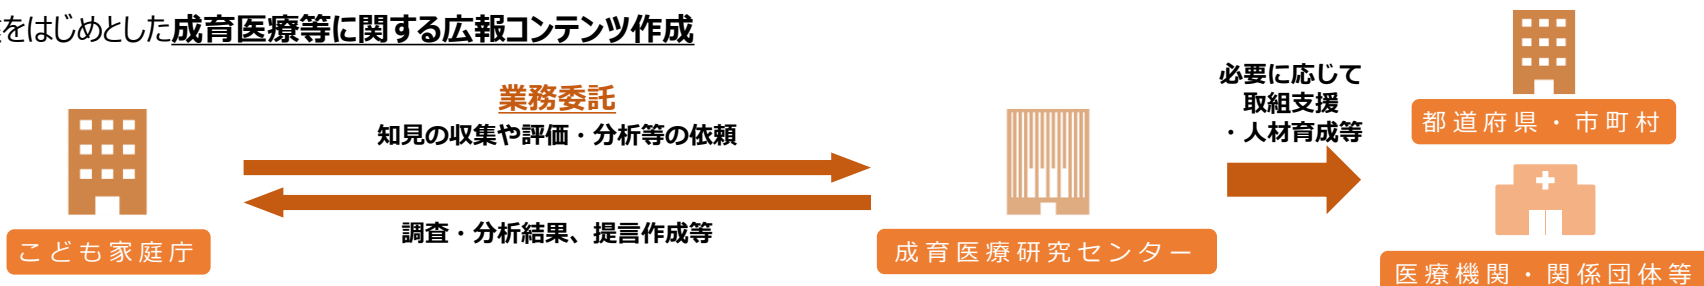 をはじめとした成育医療等に関する広報コンテンツ作成
業務委託
知見の収集や評価・分析等の依頼
調査・分析結果、提言作成等
こども家庭庁
成育医療研究センター
必要に応じて
取組支援
・人材育成等
都道府県・市町村
医療機関・関係団体等